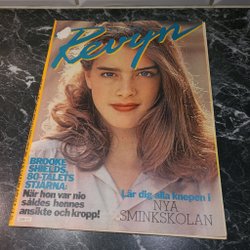 Revyn
BROOKE
SHIELDS,
80-TALETS
STJÄRNA:
När hon var nio
såldes hennes
ansikte och kropp!
Lär dig alla knepen i
NYA
SMINKSKOLAN